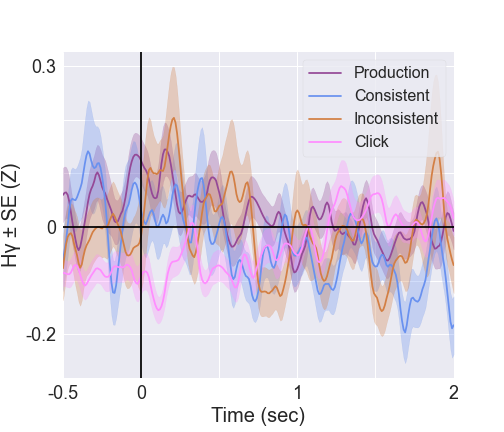 Hγ ± SE (Z)
0.3
0
-0.2
Production
Consistent
Inconsistent
Click
-0.5
0
1
2
Time (sec)